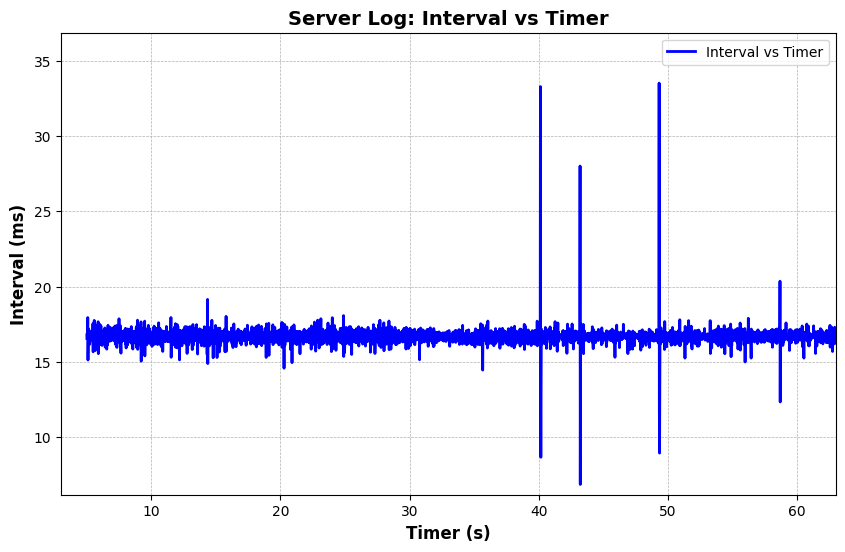 Server Log: Interval vs Timer
Interval vs Timer
35
30
25
20
15
10
Interval (ms)
10 20 30 40 50 60
Timer (s)